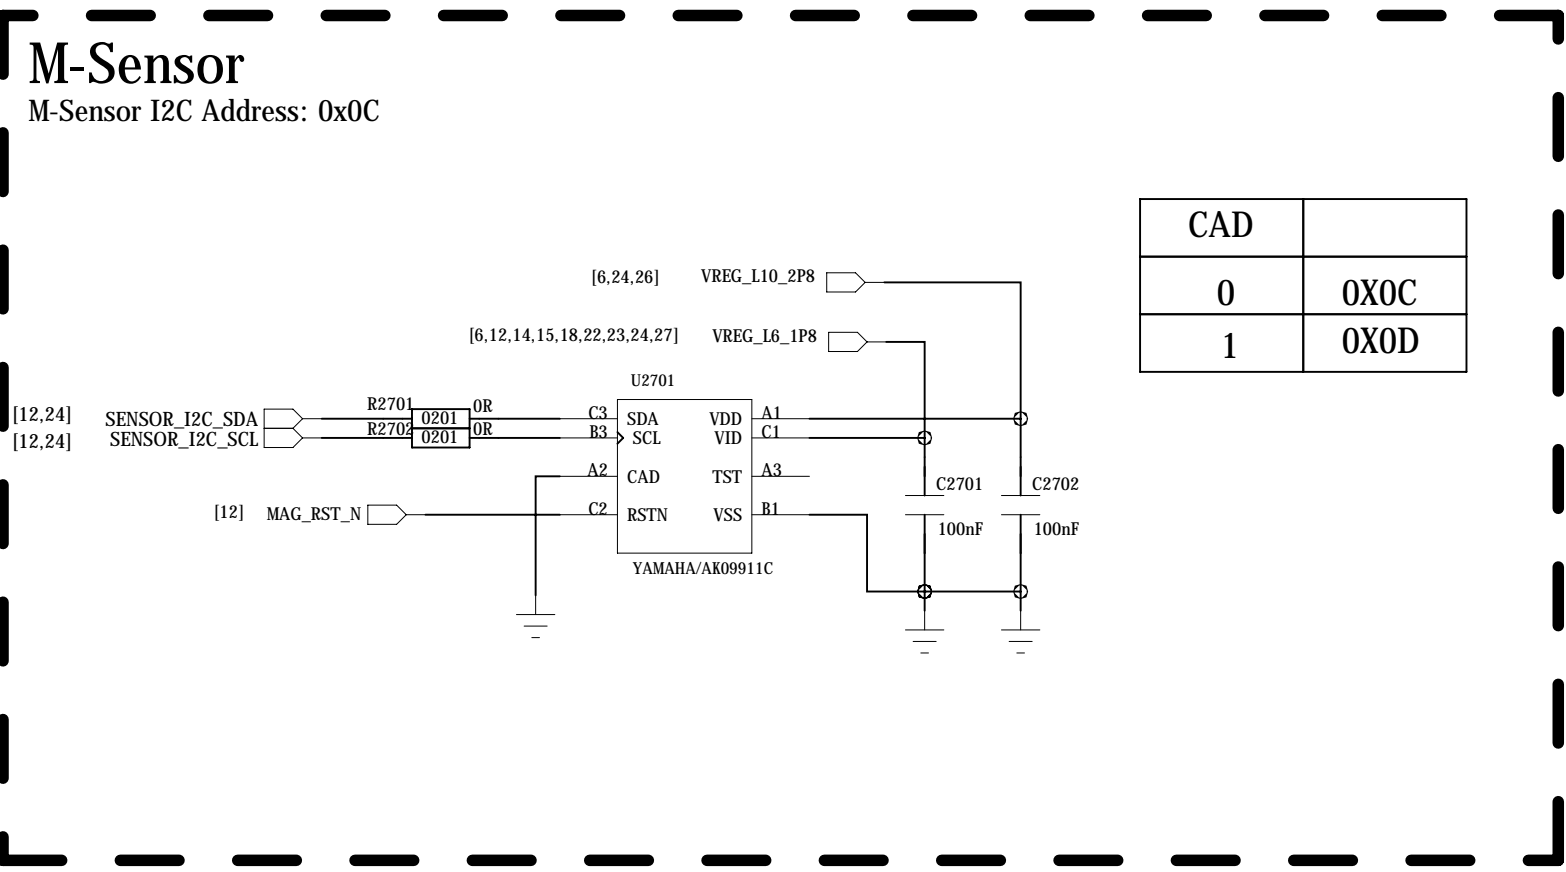 M-Sensor
M-Sensor I2C Address: 0x0C
CAD
0 0X0C
1 0X0D
[6,24,26] VREG_L10_2P8
[6,12,14,15,18,22,23,24,27] VREG_L6_1P8
U2701
[12,24] SENSOR_I2C_SDA R2701 0201 0R C3 SDA VDD A1
[12,24] SENSOR_I2C_SCL R2702 0201 0R B3 SCL VID C1
A2 CAD TST A3
C2701 C2702
[12] MAG_RST_N C2 RSTN VSS B1
100nF 100nF
YAMAHA/AK09911C